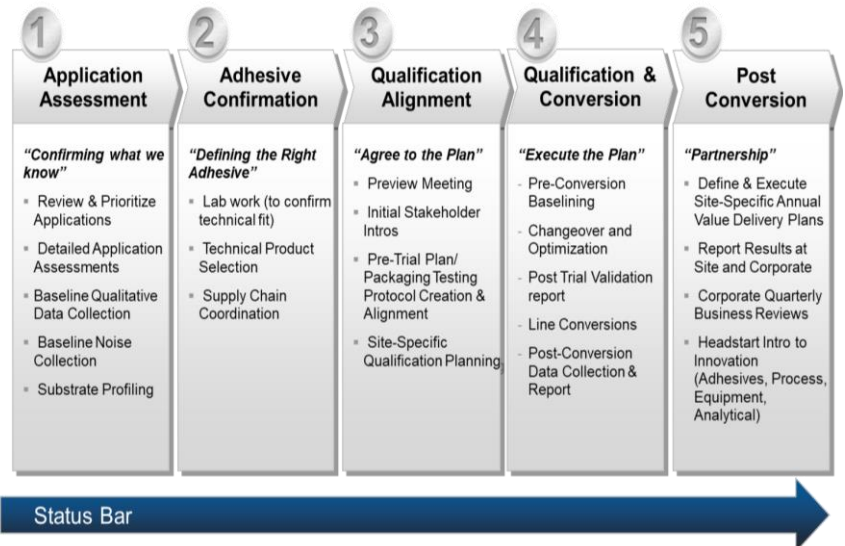 1
Application
Assessment
“Confirming what we
know”
▪ Review & Prioritize
Applications
▪ Detailed Application
Assessments
▪ Baseline Qualitative
Data Collection
▪ Baseline Noise
Collection
▪ Substrate Profiling
2
Adhesive
Confirmation
“Defining the Right
Adhesive”
▪ Lab work (to confirm
technical fit)
▪ Technical Product
Selection
▪ Supply Chain
Coordination
3
Qualification
Alignment
“Agree to the Plan”
▪ Preview Meeting
▪ Initial Stakeholder
Intros
▪ Pre-Trial Plan/
Packaging Testing
Protocol Creation &
Alignment
▪ Site-Specific
Qualification Planning
4
Qualification &
Conversion
“Execute the Plan”
- Pre-Conversion
Baselining
- Changeover and
Optimization
- Post Trial Validation
report
- Line Conversions
- Post-Conversion
Data Collection &
Report
5
Post
Conversion
“Partnership”
▪ Define & Execute
Site-Specific Annual
Value Delivery Plans
▪ Report Results at
Site and Corporate
▪ Corporate Quarterly
Business Reviews
▪ Headstart Intro to
Innovation
(Adhesives, Process,
Equipment,
Analytical)
Status Bar